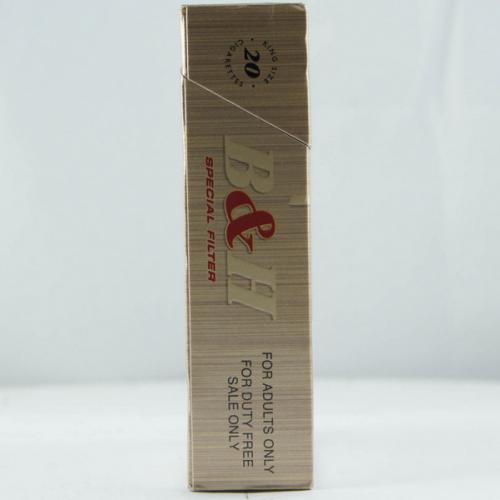 KING SIZE
20
CIGARETTES
B&H
SPECIAL FILTER
FOR ADULTS ONLY
FOR DUTY FREE
SALE ONLY